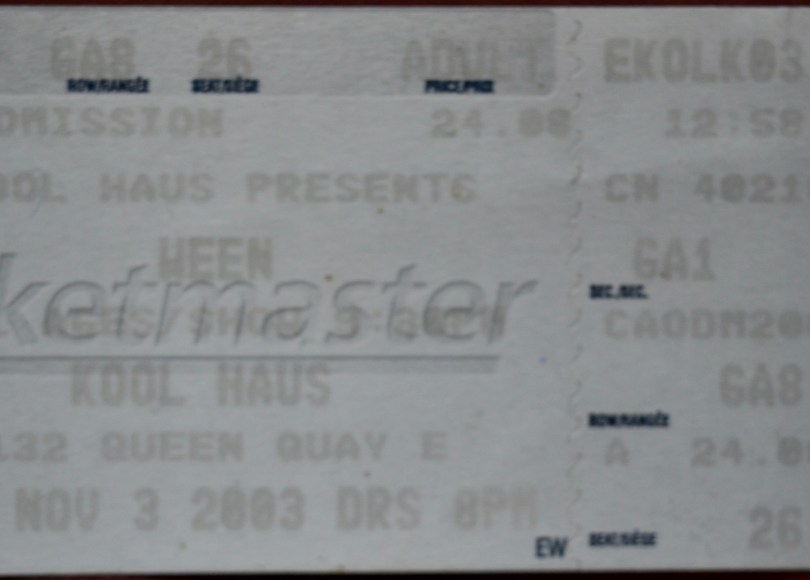 GA8 26 ADULT EKOLK03
ROW/RANGÉE SEAT/SIÈGE PRICE/PRIX
DMISSION 24.00 12:58
OOL HAUS PRESENTS CN 4021
WEEN GA1
ketmaster SEC./SEC.
CAODM20
KOOL HAUS GA8
ROW/RANGÉE
132 QUEEN QUAY E A 24.0
NOV 3 2003 DRS 8PM 26
EW SEAT/SIÈGE